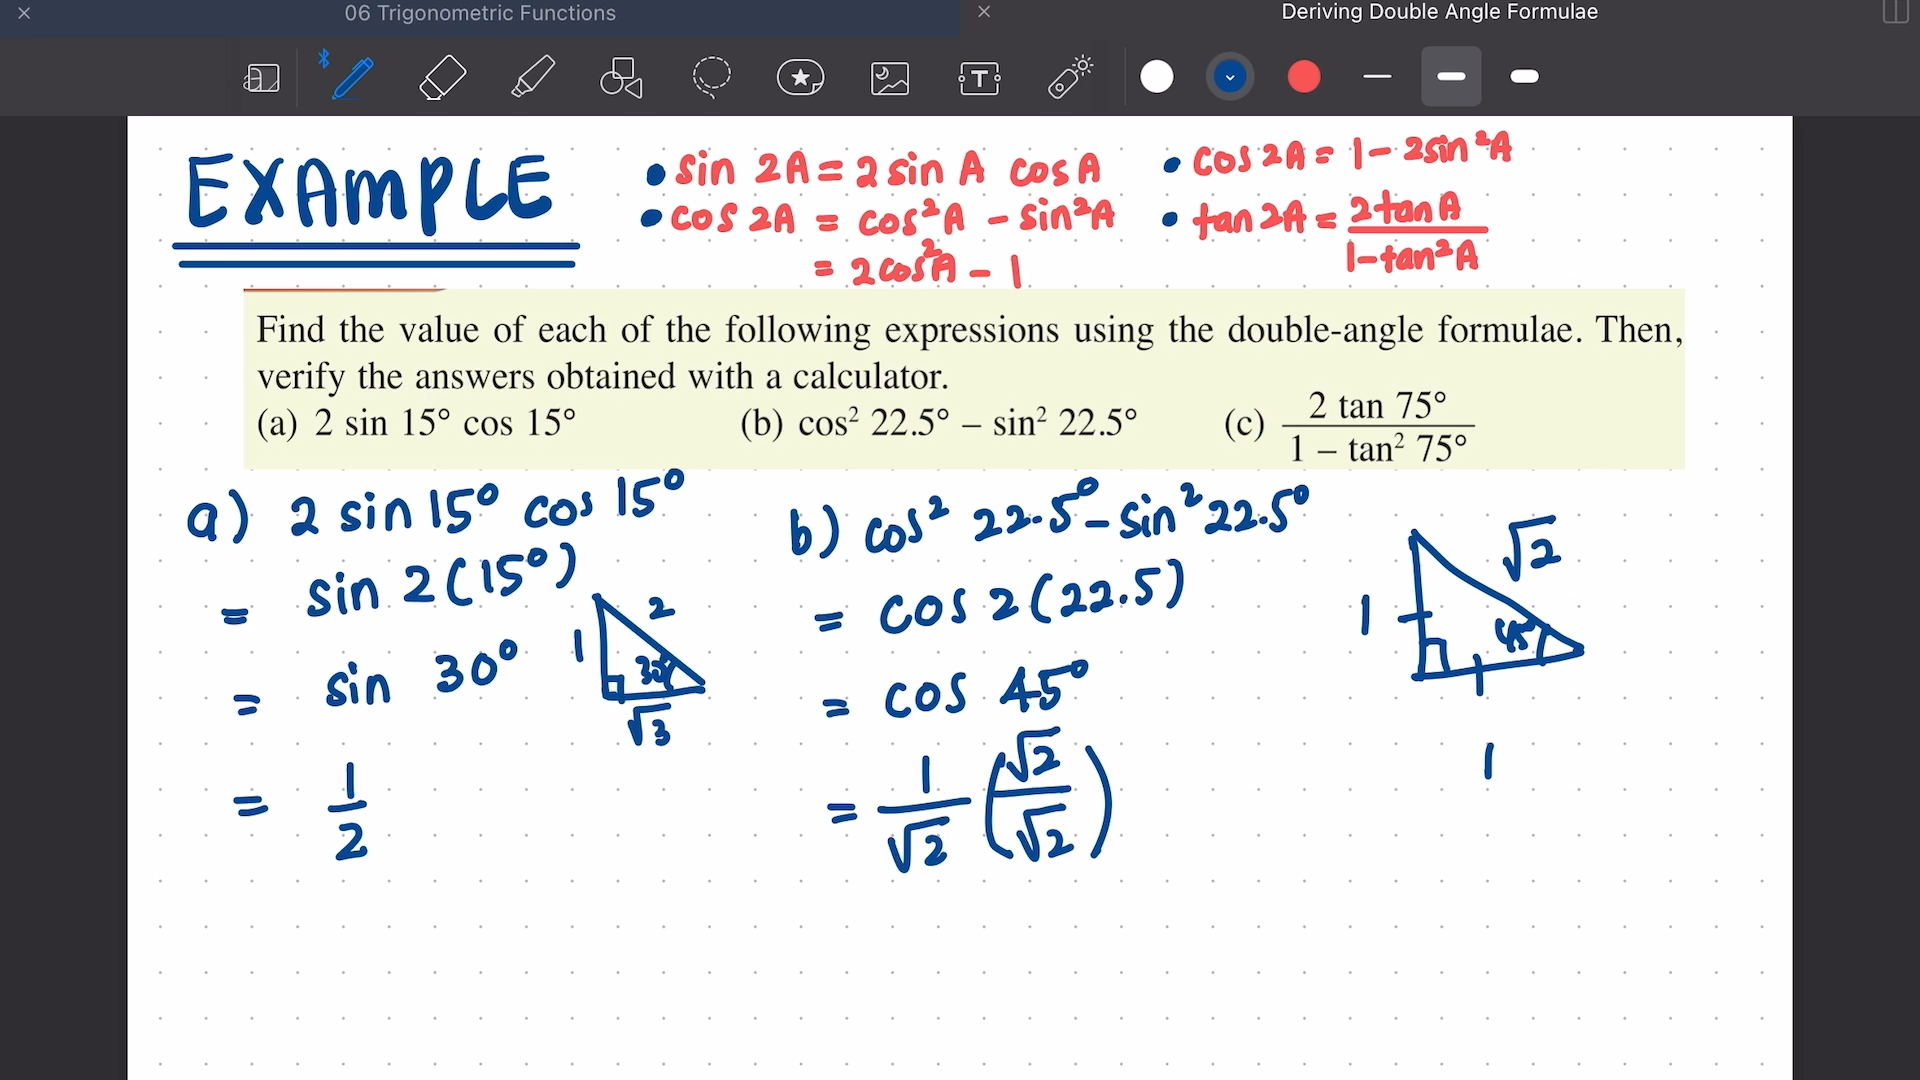 06 Trigonometric Functions
Deriving Double Angle Formulae
EXAMPLE
• sin 2A = 2 sin A cos A
• cos 2A = cos²A - sin²A
= 2cos²A - 1
• cos 2A = 1 - 2sin²A
• tan 2A = 2tan A / 1 - tan²A
Find the value of each of the following expressions using the double-angle formulae. Then,
verify the answers obtained with a calculator.
(a) 2 sin 15° cos 15° (b) cos² 22.5° – sin² 22.5° (c) 2 tan 75° / 1 – tan² 75°
a) 2 sin 15° cos 15°
= sin 2(15°)
= sin 30°
= 1/2
2
1
30°
√3
b) cos² 22.5° - sin² 22.5°
= cos 2(22.5)
= cos 45°
= 1/√2 (√2/√2)
√2
1
45°
1